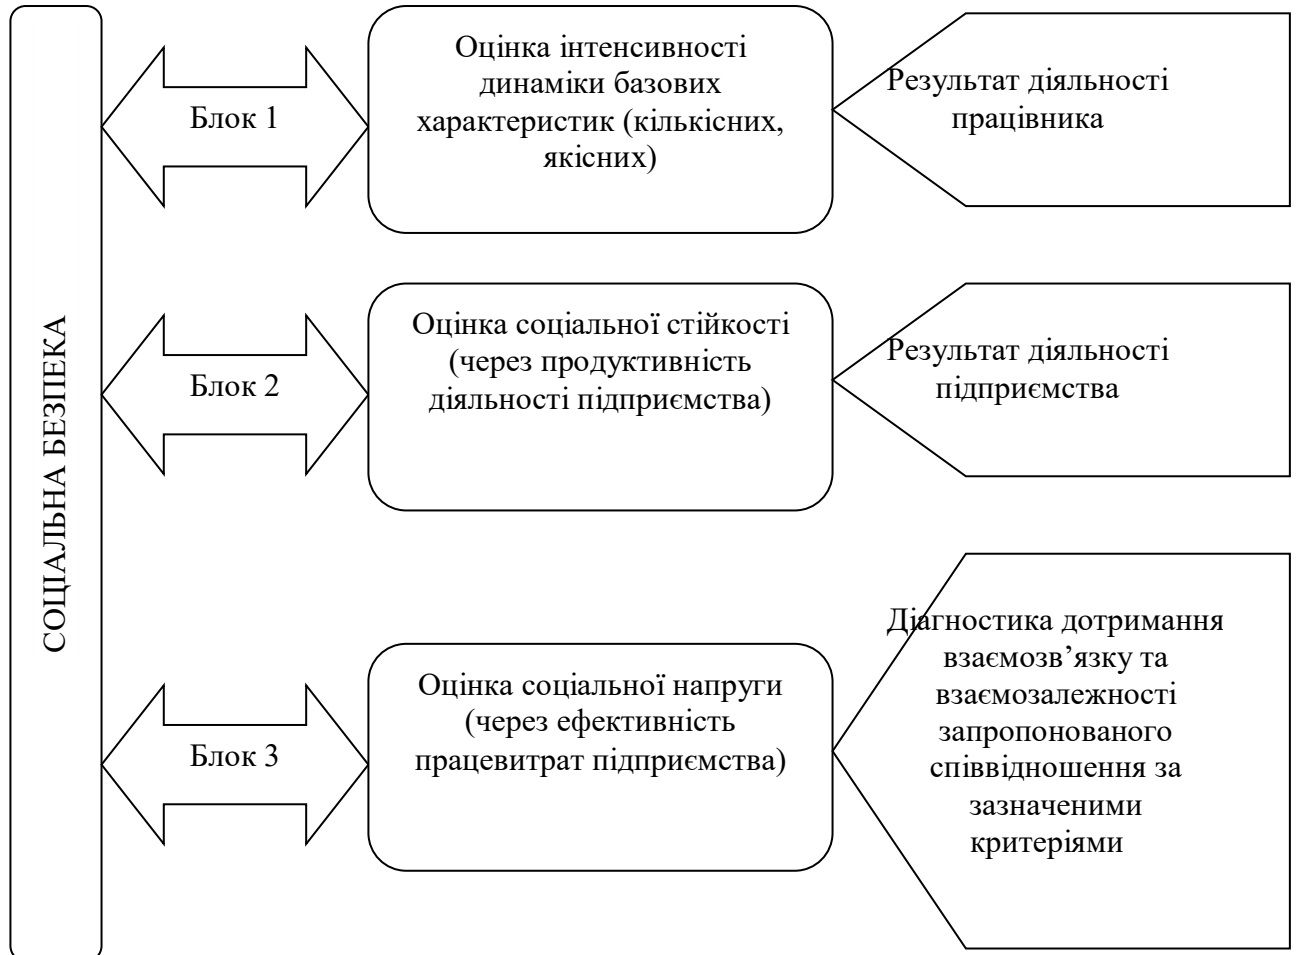 СОЦІАЛЬНА БЕЗПЕКА
Блок 1
Оцінка інтенсивності
динаміки базових
характеристик (кількісних,
якісних)
Результат діяльності
працівника
Блок 2
Оцінка соціальної стійкості
(через продуктивність
діяльності підприємства)
Результат діяльності
підприємства
Блок 3
Оцінка соціальної напруги
(через ефективність
працевитрат підприємства)
Діагностика дотримання
взаємозв’язку та
взаємозалежності
запропонованого
співвідношення за
зазначеними
критеріями